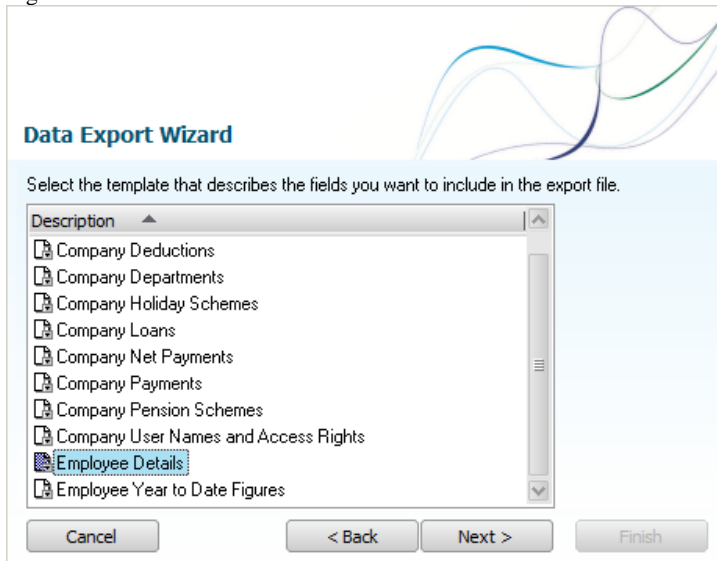 Data Export Wizard
Select the template that describes the fields you want to include in the export file.
Description
Company Deductions
Company Departments
Company Holiday Schemes
Company Loans
Company Net Payments
Company Payments
Company Pension Schemes
Company User Names and Access Rights
Employee Details
Employee Year to Date Figures
Cancel < Back Next > Finish